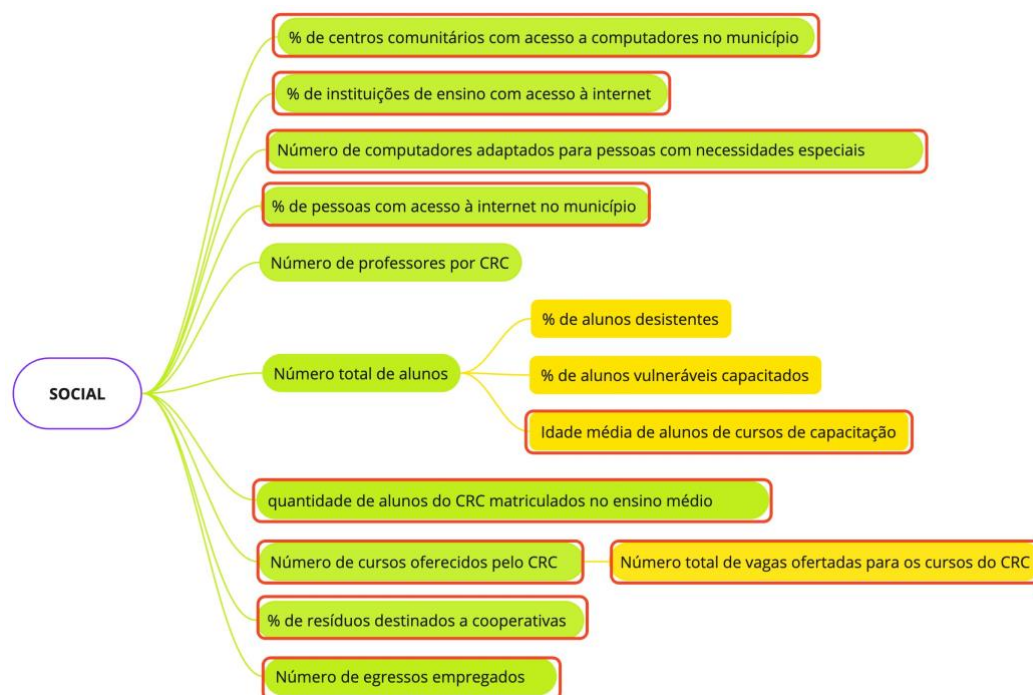 % de centros comunitários com acesso a computadores no município
% de instituições de ensino com acesso à internet
Número de computadores adaptados para pessoas com necessidades especiais
% de pessoas com acesso à internet no município
Número de professores por CRC
% de alunos desistentes
Número total de alunos
% de alunos vulneráveis capacitados
SOCIAL
Idade média de alunos de cursos de capacitação
quantidade de alunos do CRC matriculados no ensino médio
Número de cursos oferecidos pelo CRC
Número total de vagas ofertadas para os cursos do CRC
% de resíduos destinados a cooperativas
Número de egressos empregados